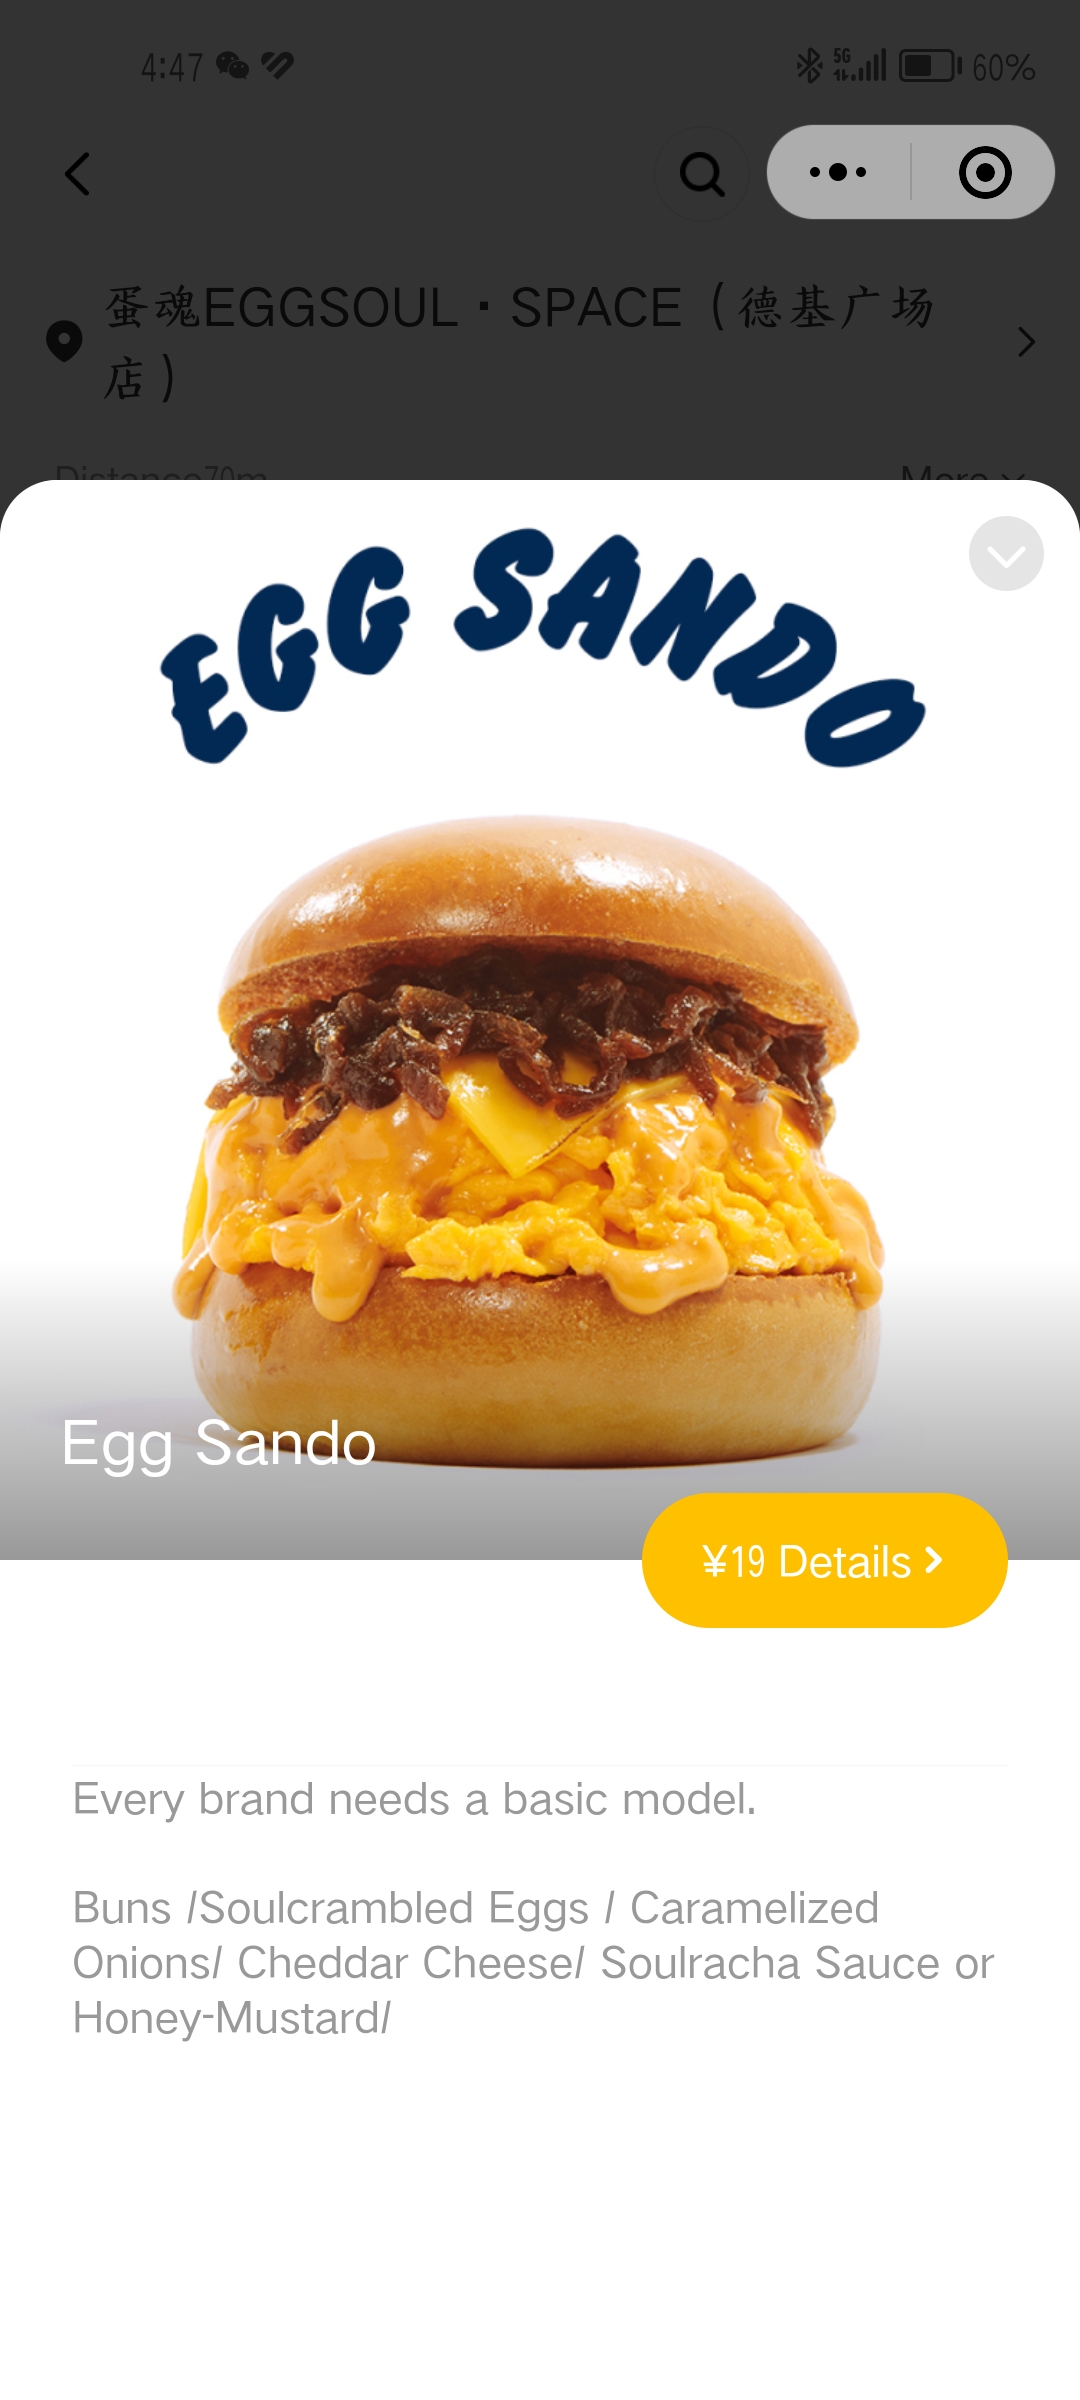 4:47 5G 60%
蛋魂EGGSOUL · SPACE（德基广场
店）
Distance70m More
EGG SANDO
Egg Sando
¥19 Details
Every brand needs a basic model.
Buns /Soulcrambled Eggs / Caramelized
Onions/ Cheddar Cheese/ Soulracha Sauce or
Honey-Mustard/